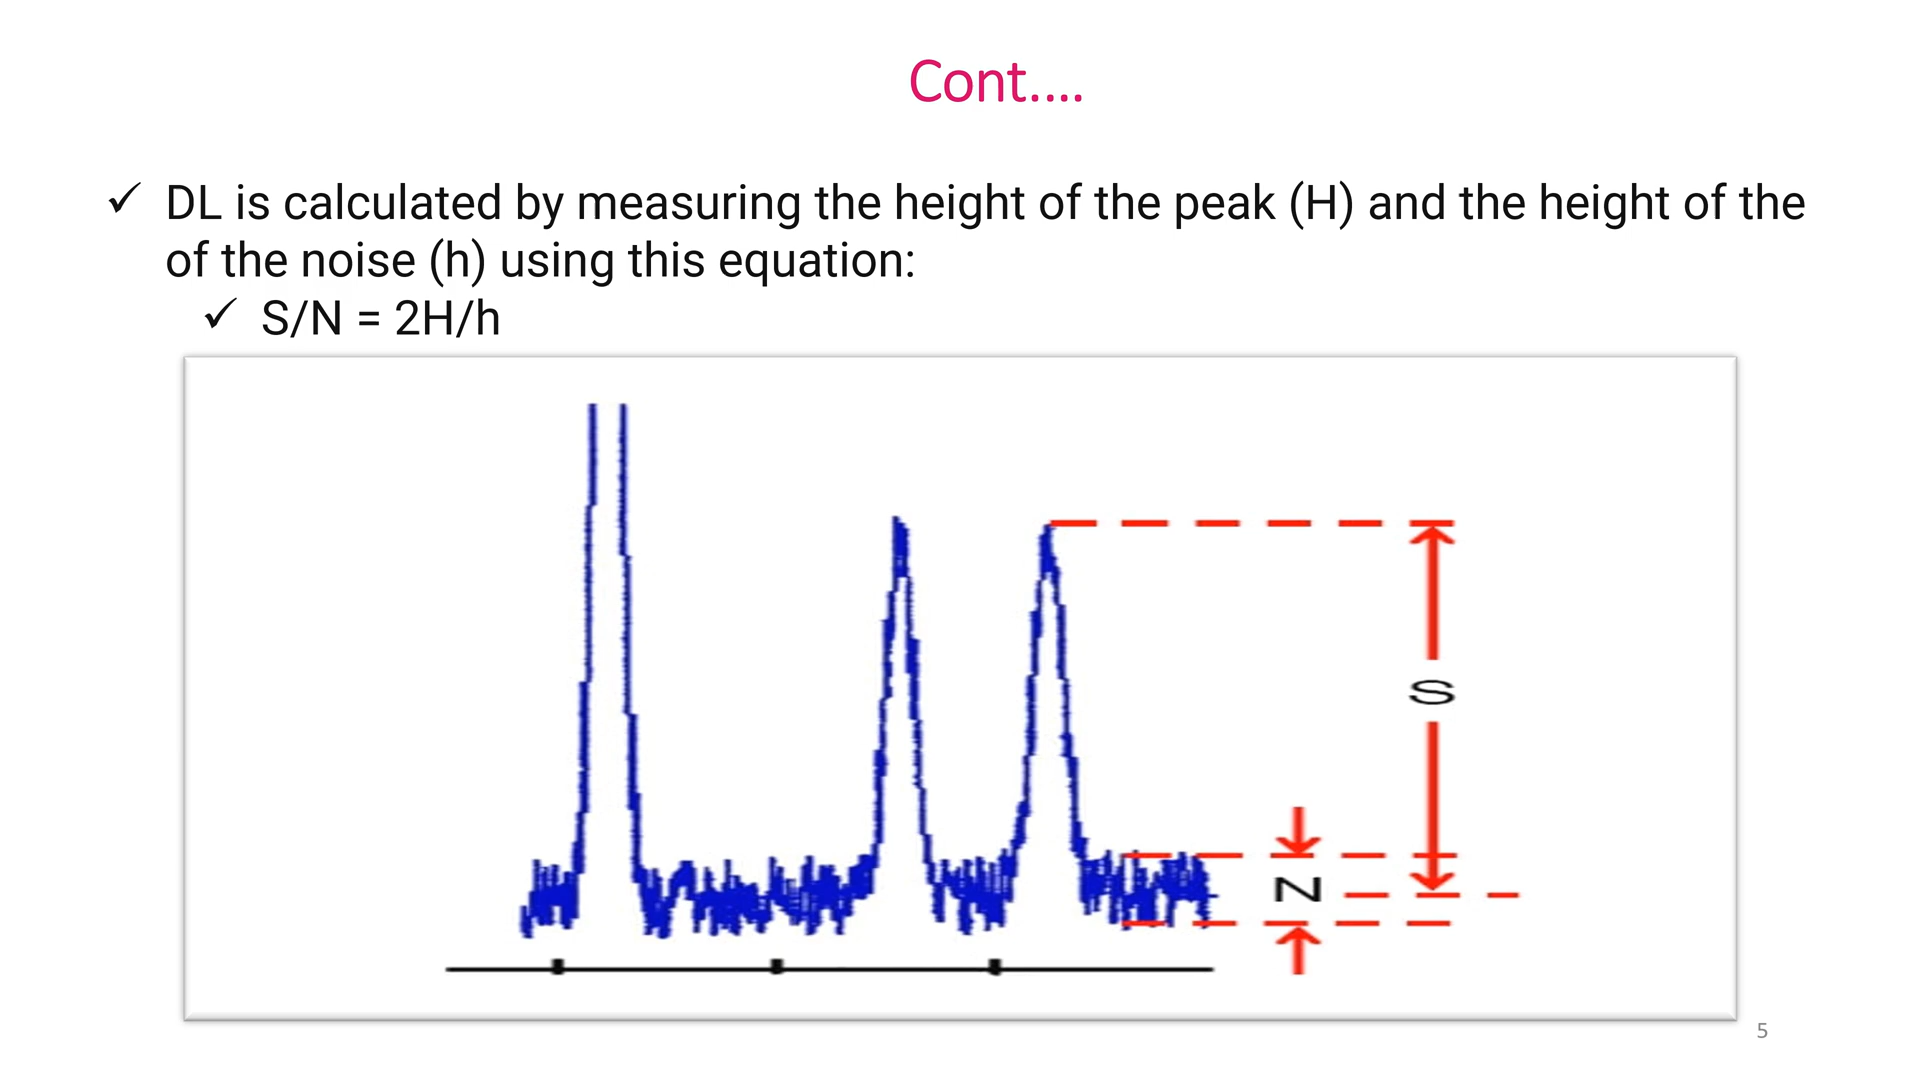 Cont....
✓ DL is calculated by measuring the height of the peak (H) and the height of the
of the noise (h) using this equation:
✓ S/N = 2H/h
S
N
5